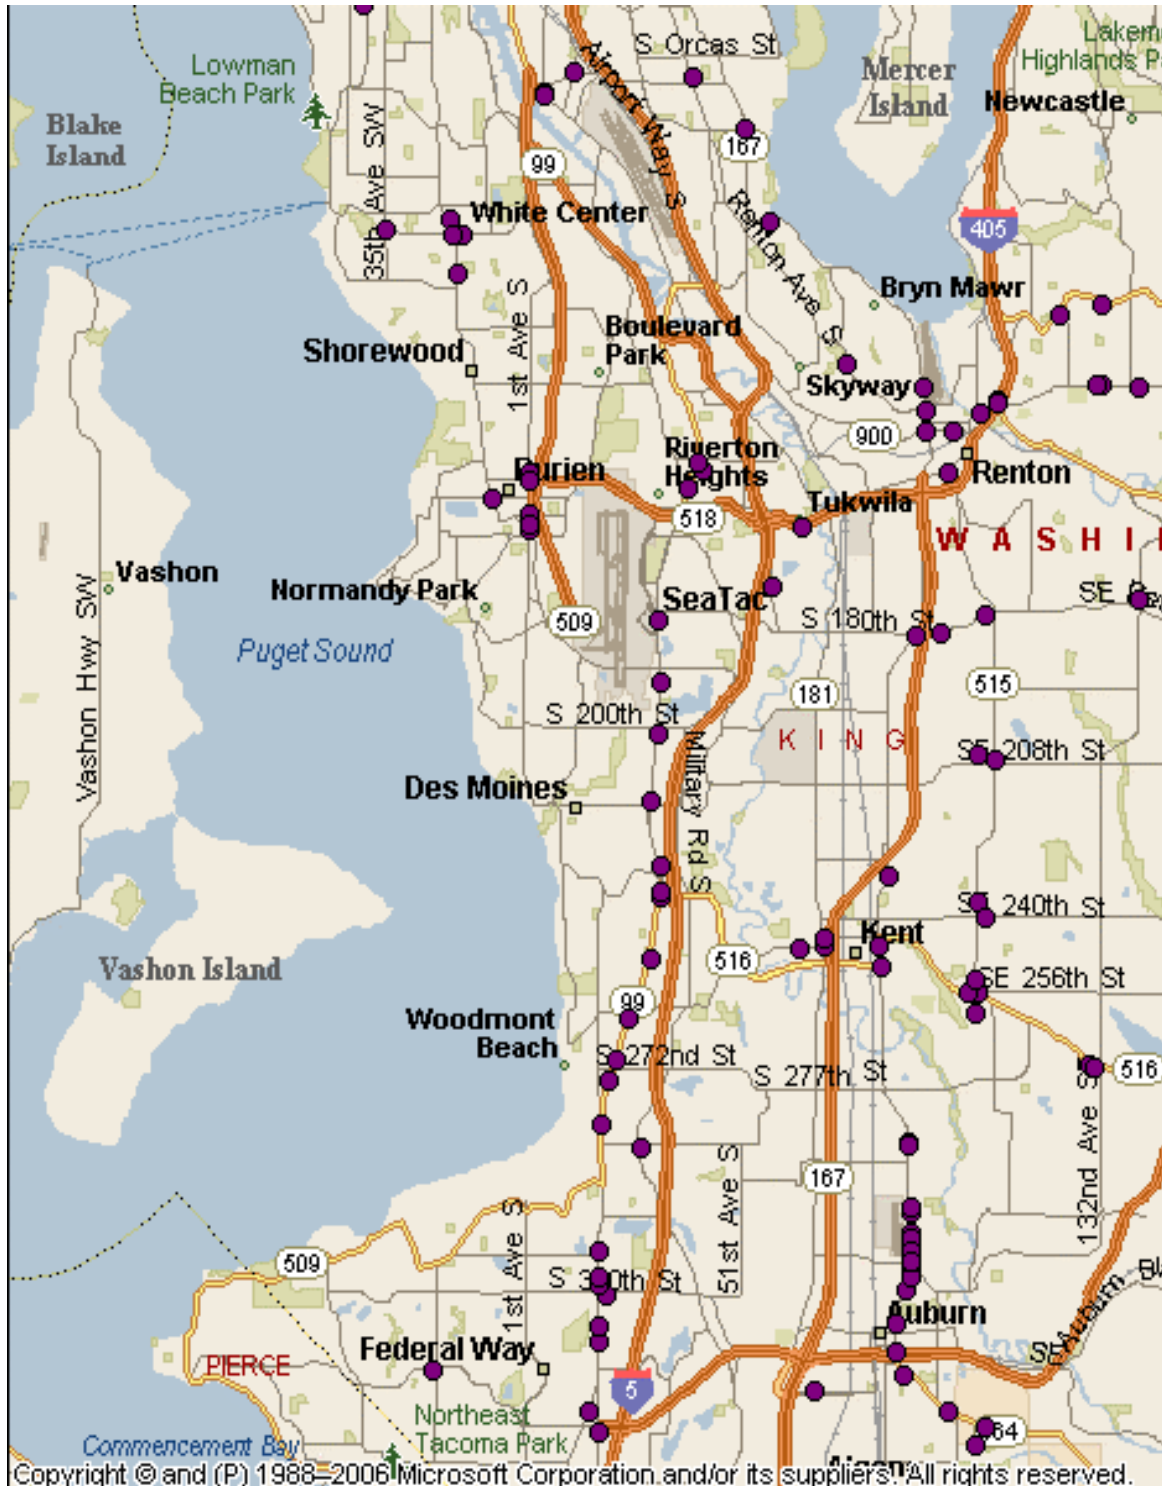 S Orcas St
Lowman
Beach Park
Airport Way S
Mercer
Island
Highlands
Newcastle
Blake
Island
35th Ave SW
99
167
White Center
Renton Ave S
405
Bryn Mawr
1st Ave S
Boulevard
Park
Shorewood
Skyway
900
Riverton
Heights
Burien
Renton
Tukwila
518
WASHI
Vashon
Normandy Park
SeaTac
SE
509
S 180th St
Vashon Hwy SW
Puget Sound
181
515
S 200th St
KING
SE 208th St
Military Rd S
Des Moines
SE 240th St
Kent
516
Vashon Island
SE 256th St
99
Woodmont
Beach
S 272nd St
S 277th St
516
132nd Ave S
51st Ave S
167
1st Ave S
509
S 320th St
Auburn
Federal Way
SE Auburn
PIERCE
5
Northeast
Tacoma Park
Commencement Bay
Copyright © and (P) 1988–2006 Microsoft Corporation and/or its suppliers. All rights reserved.